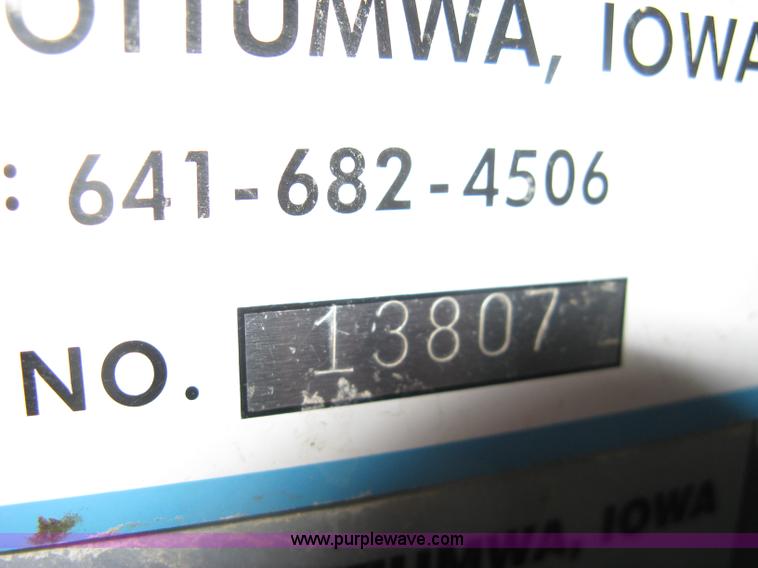 OTTUMWA, IOWA
: 641-682-4506
NO. 13807
OTTUMWA, IOWA
www.purplewave.com